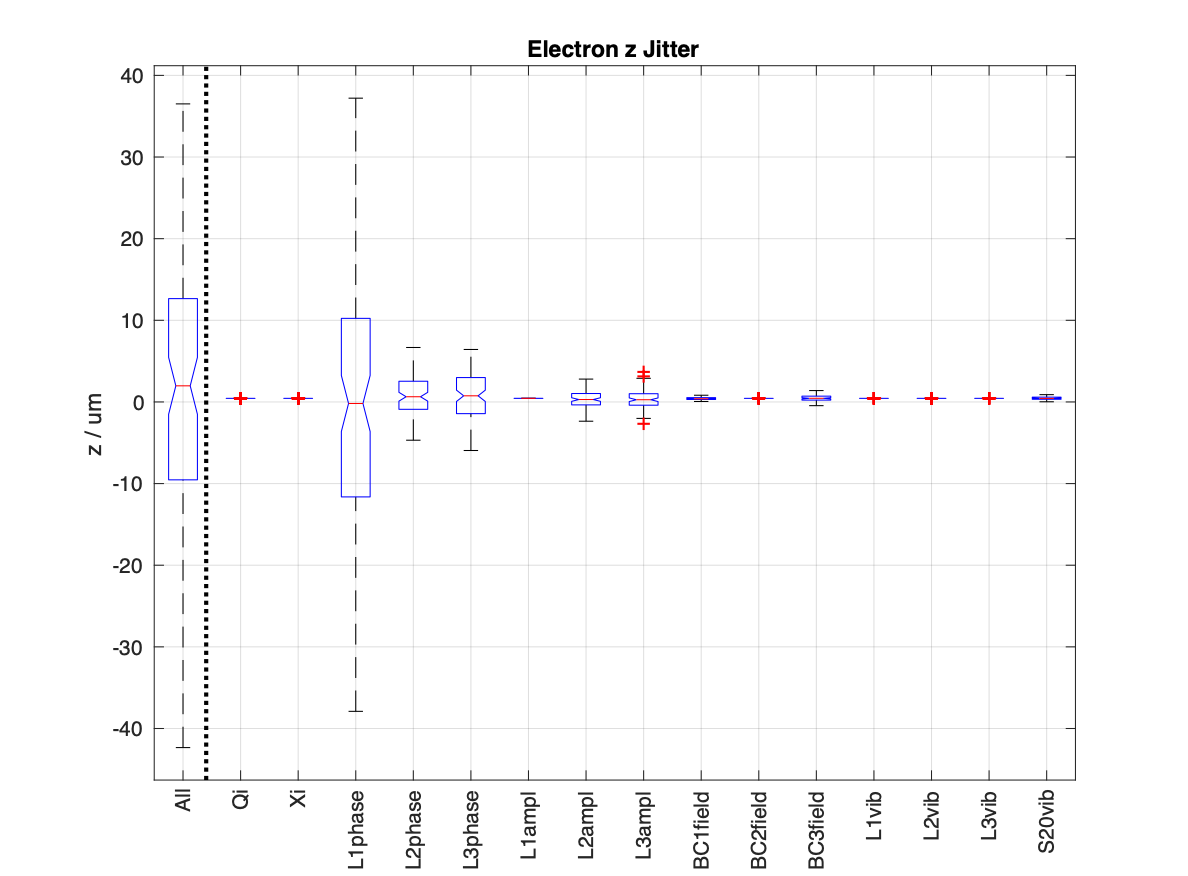 Electron z Jitter
z / um
40
30
20
10
0
-10
-20
-30
-40
All
Qi
Xi
L1phase
L2phase
L3phase
L1ampl
L2ampl
L3ampl
BC1field
BC2field
BC3field
L1vib
L2vib
L3vib
S20vib